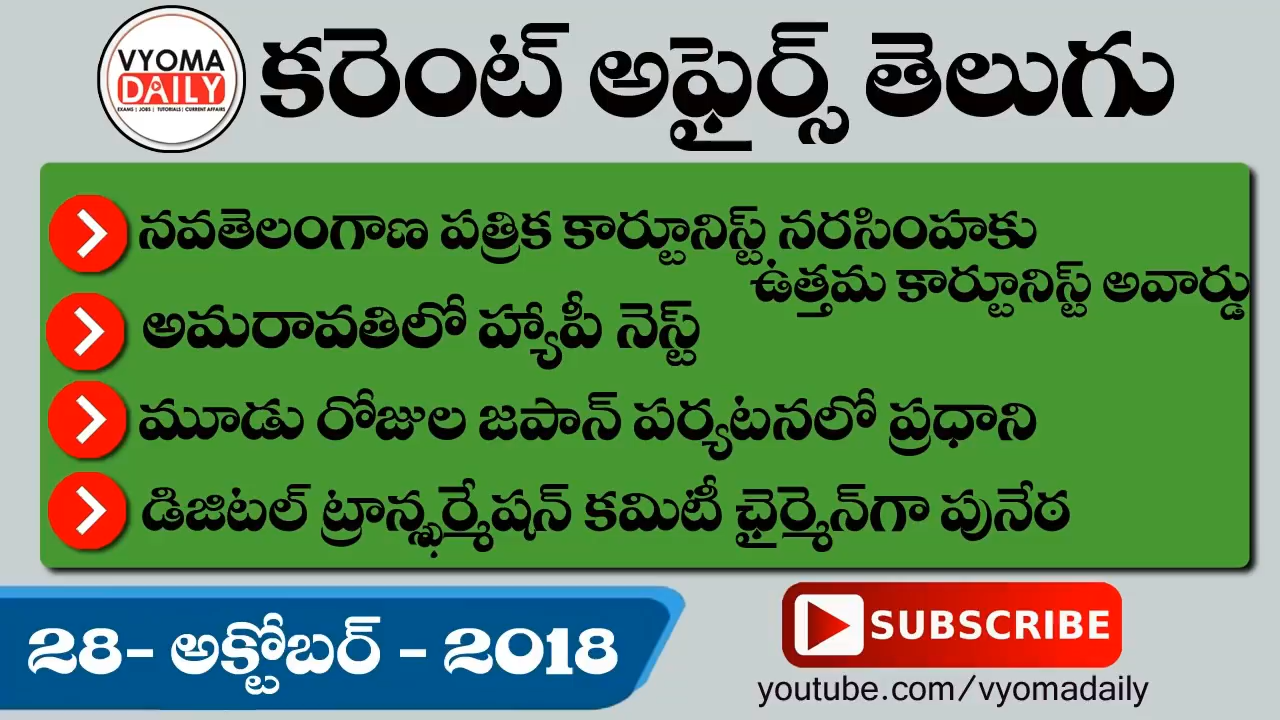 VYOMA
DAILY
EXAMS | JOBS | TUTORIALS | CURRENT AFFAIRS
కరెంట్ అఫైర్స్ తెలుగు
నవతెలంగాణ పత్రిక కార్టూనిస్ట్ నరసింహకు
ఉత్తమ కార్టూనిస్ట్ అవార్డు
అమరావతిలో హ్యాపీ నెస్ట్
మూడు రోజుల జపాన్ పర్యటనలో ప్రధాని
డిజిటల్ ట్రాన్స్ఫర్మేషన్ కమిటీ ఛైర్మెన్‌గా పునేఠ
28- అక్టోబర్ - 2018
SUBSCRIBE
youtube.com/vyomadaily